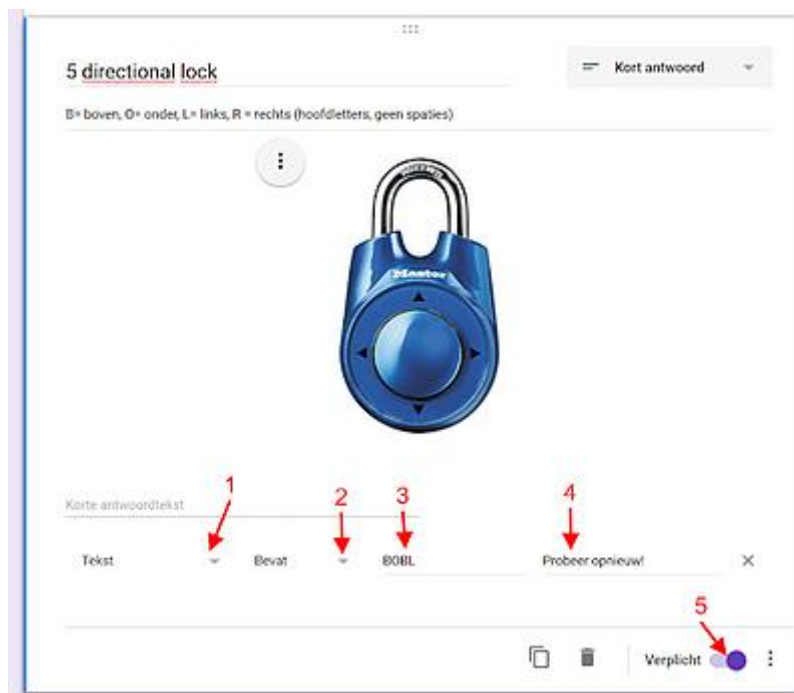 5 directional lock
Kort antwoord
B= boven, O= onder, L= links, R = rechts (hoofdletters, geen spaties)
Master
1
2
3
4
Korte antwoordtekst
Tekst
Bevat
BOBL
Probeer opnieuw!
5
Verplicht